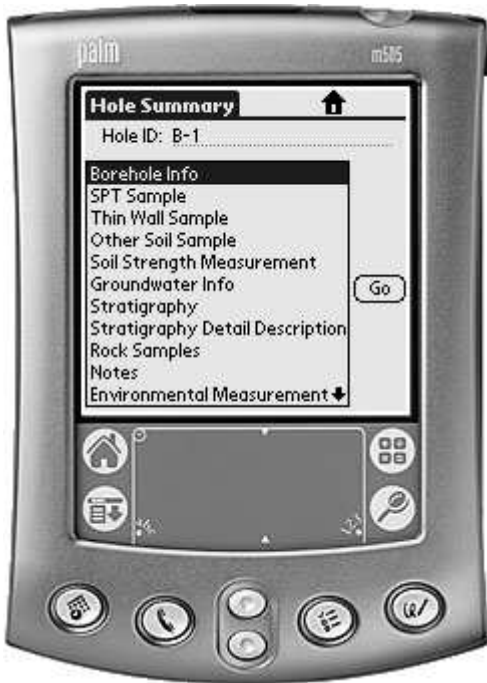 palm m505
Hole Summary
Hole ID: B-1
Borehole Info
SPT Sample
Thin Wall Sample
Other Soil Sample
Soil Strength Measurement
Groundwater Info
Go
Stratigraphy
Stratigraphy Detail Description
Rock Samples
Notes
Environmental Measurement